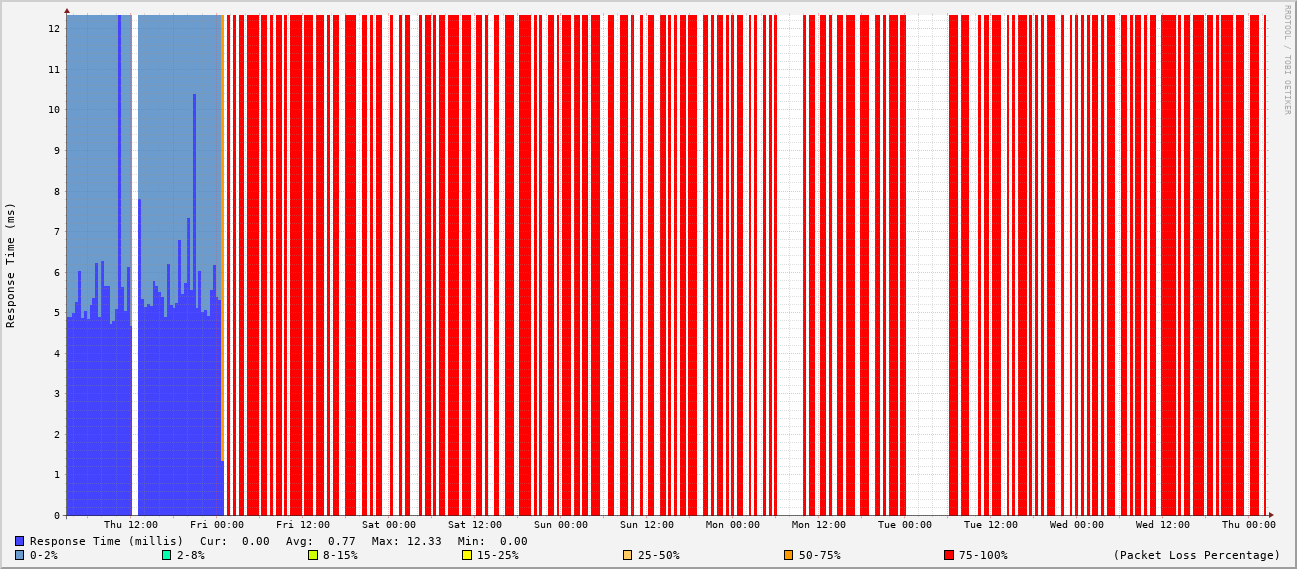 RRDTOOL / TOBI OETIKER
Response Time (ms)
12
11
10
9
8
7
6
5
4
3
2
1
0
Thu 12:00 Fri 00:00 Fri 12:00 Sat 00:00 Sat 12:00 Sun 00:00 Sun 12:00 Mon 00:00 Mon 12:00 Tue 00:00 Tue 12:00 Wed 00:00 Wed 12:00 Thu 00:00
Response Time (millis) Cur: 0.00 Avg: 0.77 Max: 12.33 Min: 0.00
0-2% 2-8% 8-15% 15-25% 25-50% 50-75% 75-100% (Packet Loss Percentage)